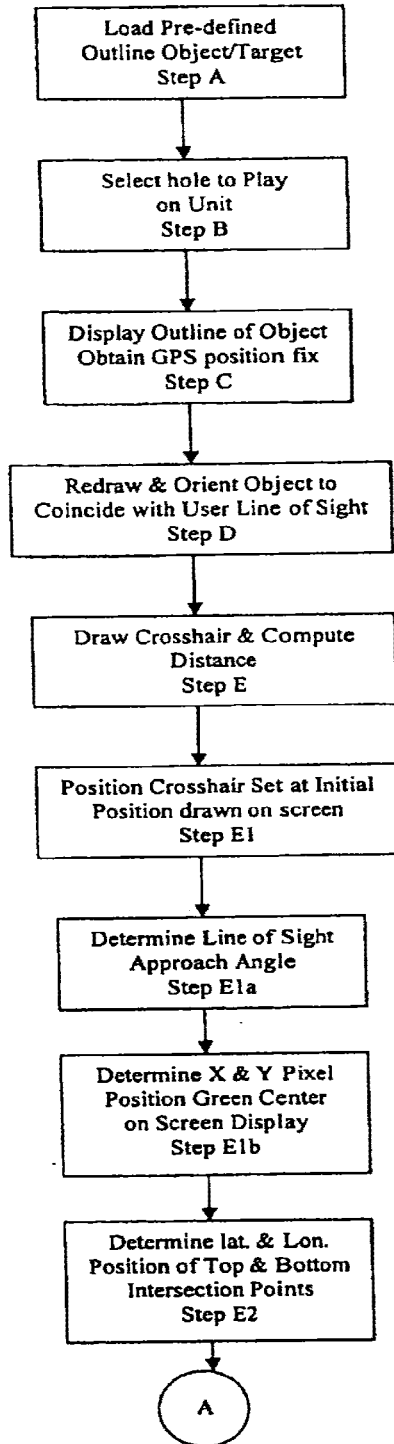 Load Pre-defined
Outline Object/Target
Step A
Select hole to Play
on Unit
Step B
Display Outline of Object
Obtain GPS position fix
Step C
Redraw & Orient Object to
Coincide with User Line of Sight
Step D
Draw Crosshair & Compute
Distance
Step E
Position Crosshair Set at Initial
Position drawn on screen
Step E1
Determine Line of Sight
Approach Angle
Step E1a
Determine X & Y Pixel
Position Green Center
on Screen Display
Step E1b
Determine lat. & Lon.
Position of Top & Bottom
Intersection Points
Step E2
A